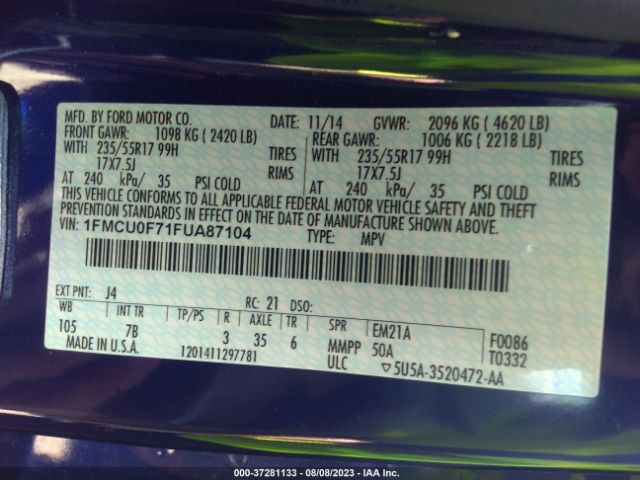 MFD. BY FORD MOTOR CO. DATE: 11/14 GVWR: 2096 KG ( 4620 LB)
FRONT GAWR: 1098 KG ( 2420 LB) REAR GAWR: 1006 KG ( 2218 LB)
WITH 235/55R17 99H TIRES WITH 235/55R17 99H TIRES
17X7.5J RIMS 17X7.5J RIMS
AT 240 kPa/ 35 PSI COLD AT 240 kPa/ 35 PSI COLD
THIS VEHICLE CONFORMS TO ALL APPLICABLE FEDERAL MOTOR VEHICLE SAFETY AND THEFT
PREVENTION STANDARDS IN EFFECT ON THE DATE OF MANUFACTURE SHOWN ABOVE.
VIN: 1FMCU0F71FUA87104 TYPE: MPV
EXT PNT: J4 RC: 21 DSO:
WB INT TR TP/PS R AXLE TR SPR EM21A F0086
105 7B 3 35 6 MMPP 50A T0332
MADE IN U.S.A. 1201411297781 ULC ▽5U5A-3520472-AA
000-37281133 - 08/08/2023 - IAA Inc.